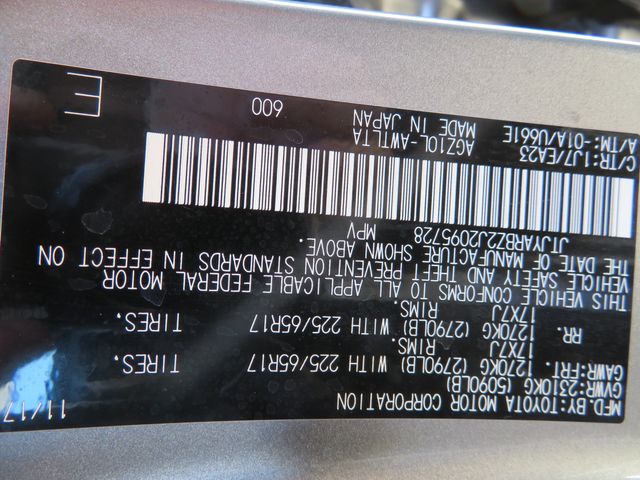 MFD.BY:TOYOTA MOTOR CORPORATION 11/17
GVWR:2310KG (5090LB)
GAWR:FRT. 1270KG (2790LB) WITH 225/65R17 TIRES.
17X7J RIMS
RR. 1270KG (2790LB) WITH 225/65R17 TIRES.
17X7J RIMS
THIS VEHICLE CONFORMS TO ALL APPLICABLE FEDERAL MOTOR
VEHICLE SAFETY AND THEFT PREVENTION STANDARDS IN EFFECT ON
THE DATE OF MANUFACTURE SHOWN ABOVE.
JTJYARBZ2J2095728 MPV
C/TR:1J7/EA23 AGZ10L-AWTLTA
A/TM:-01A/U661E MADE IN JAPAN
600
E